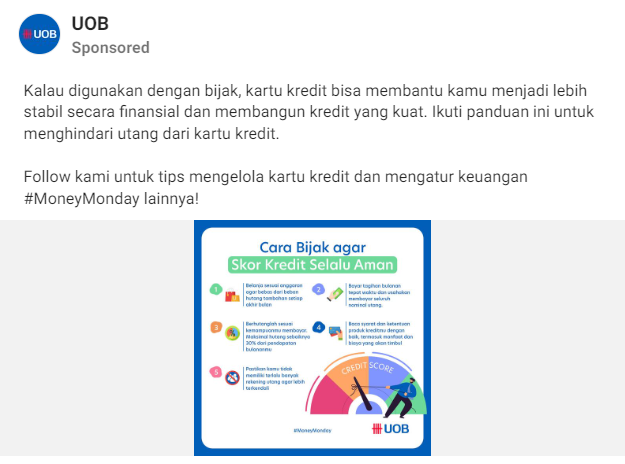 UOB
UOB
Sponsored
Kalau digunakan dengan bijak, kartu kredit bisa membantu kamu menjadi lebih
stabil secara finansial dan membangun kredit yang kuat. Ikuti panduan ini untuk
menghindari utang dari kartu kredit.
Follow kami untuk tips mengelola kartu kredit dan mengatur keuangan
#MoneyMonday lainnya!
Cara Bijak agar
Skor Kredit Selalu Aman
1
Belanja sesuai anggaran
agar bebas dari beban
hutang tambahan setiap
akhir bulan
2
Bayar tagihan bulanan
tepat waktu dan usahakan
membayar seluruh
nominal utang.
3
Berhutanglah sesuai
kemampuanmu membayar.
Maksimal hutang sebaiknya
30% dari pendapatan
bulananmu
4
Baca syarat dan ketentuan
produk kreditmu dengan
baik, termasuk manfaat dan
biaya yang akan timbul
5
Pastikan kamu tidak
memiliki terlalu banyak
rekening utang agar lebih
terkendali
CREDIT SCORE
#MoneyMonday
UOB